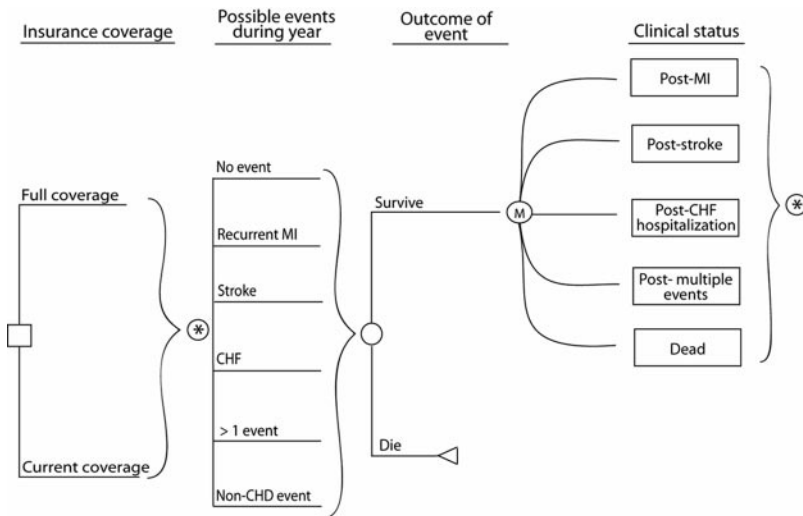 Insurance coverage
Possible events
during year
Outcome of
event
Clinical status
Full coverage
Current coverage
*
No event
Recurrent MI
Stroke
CHF
> 1 event
Non-CHD event
Survive
Die
M
Post-MI
Post-stroke
Post-CHF
hospitalization
Post- multiple
events
Dead
*